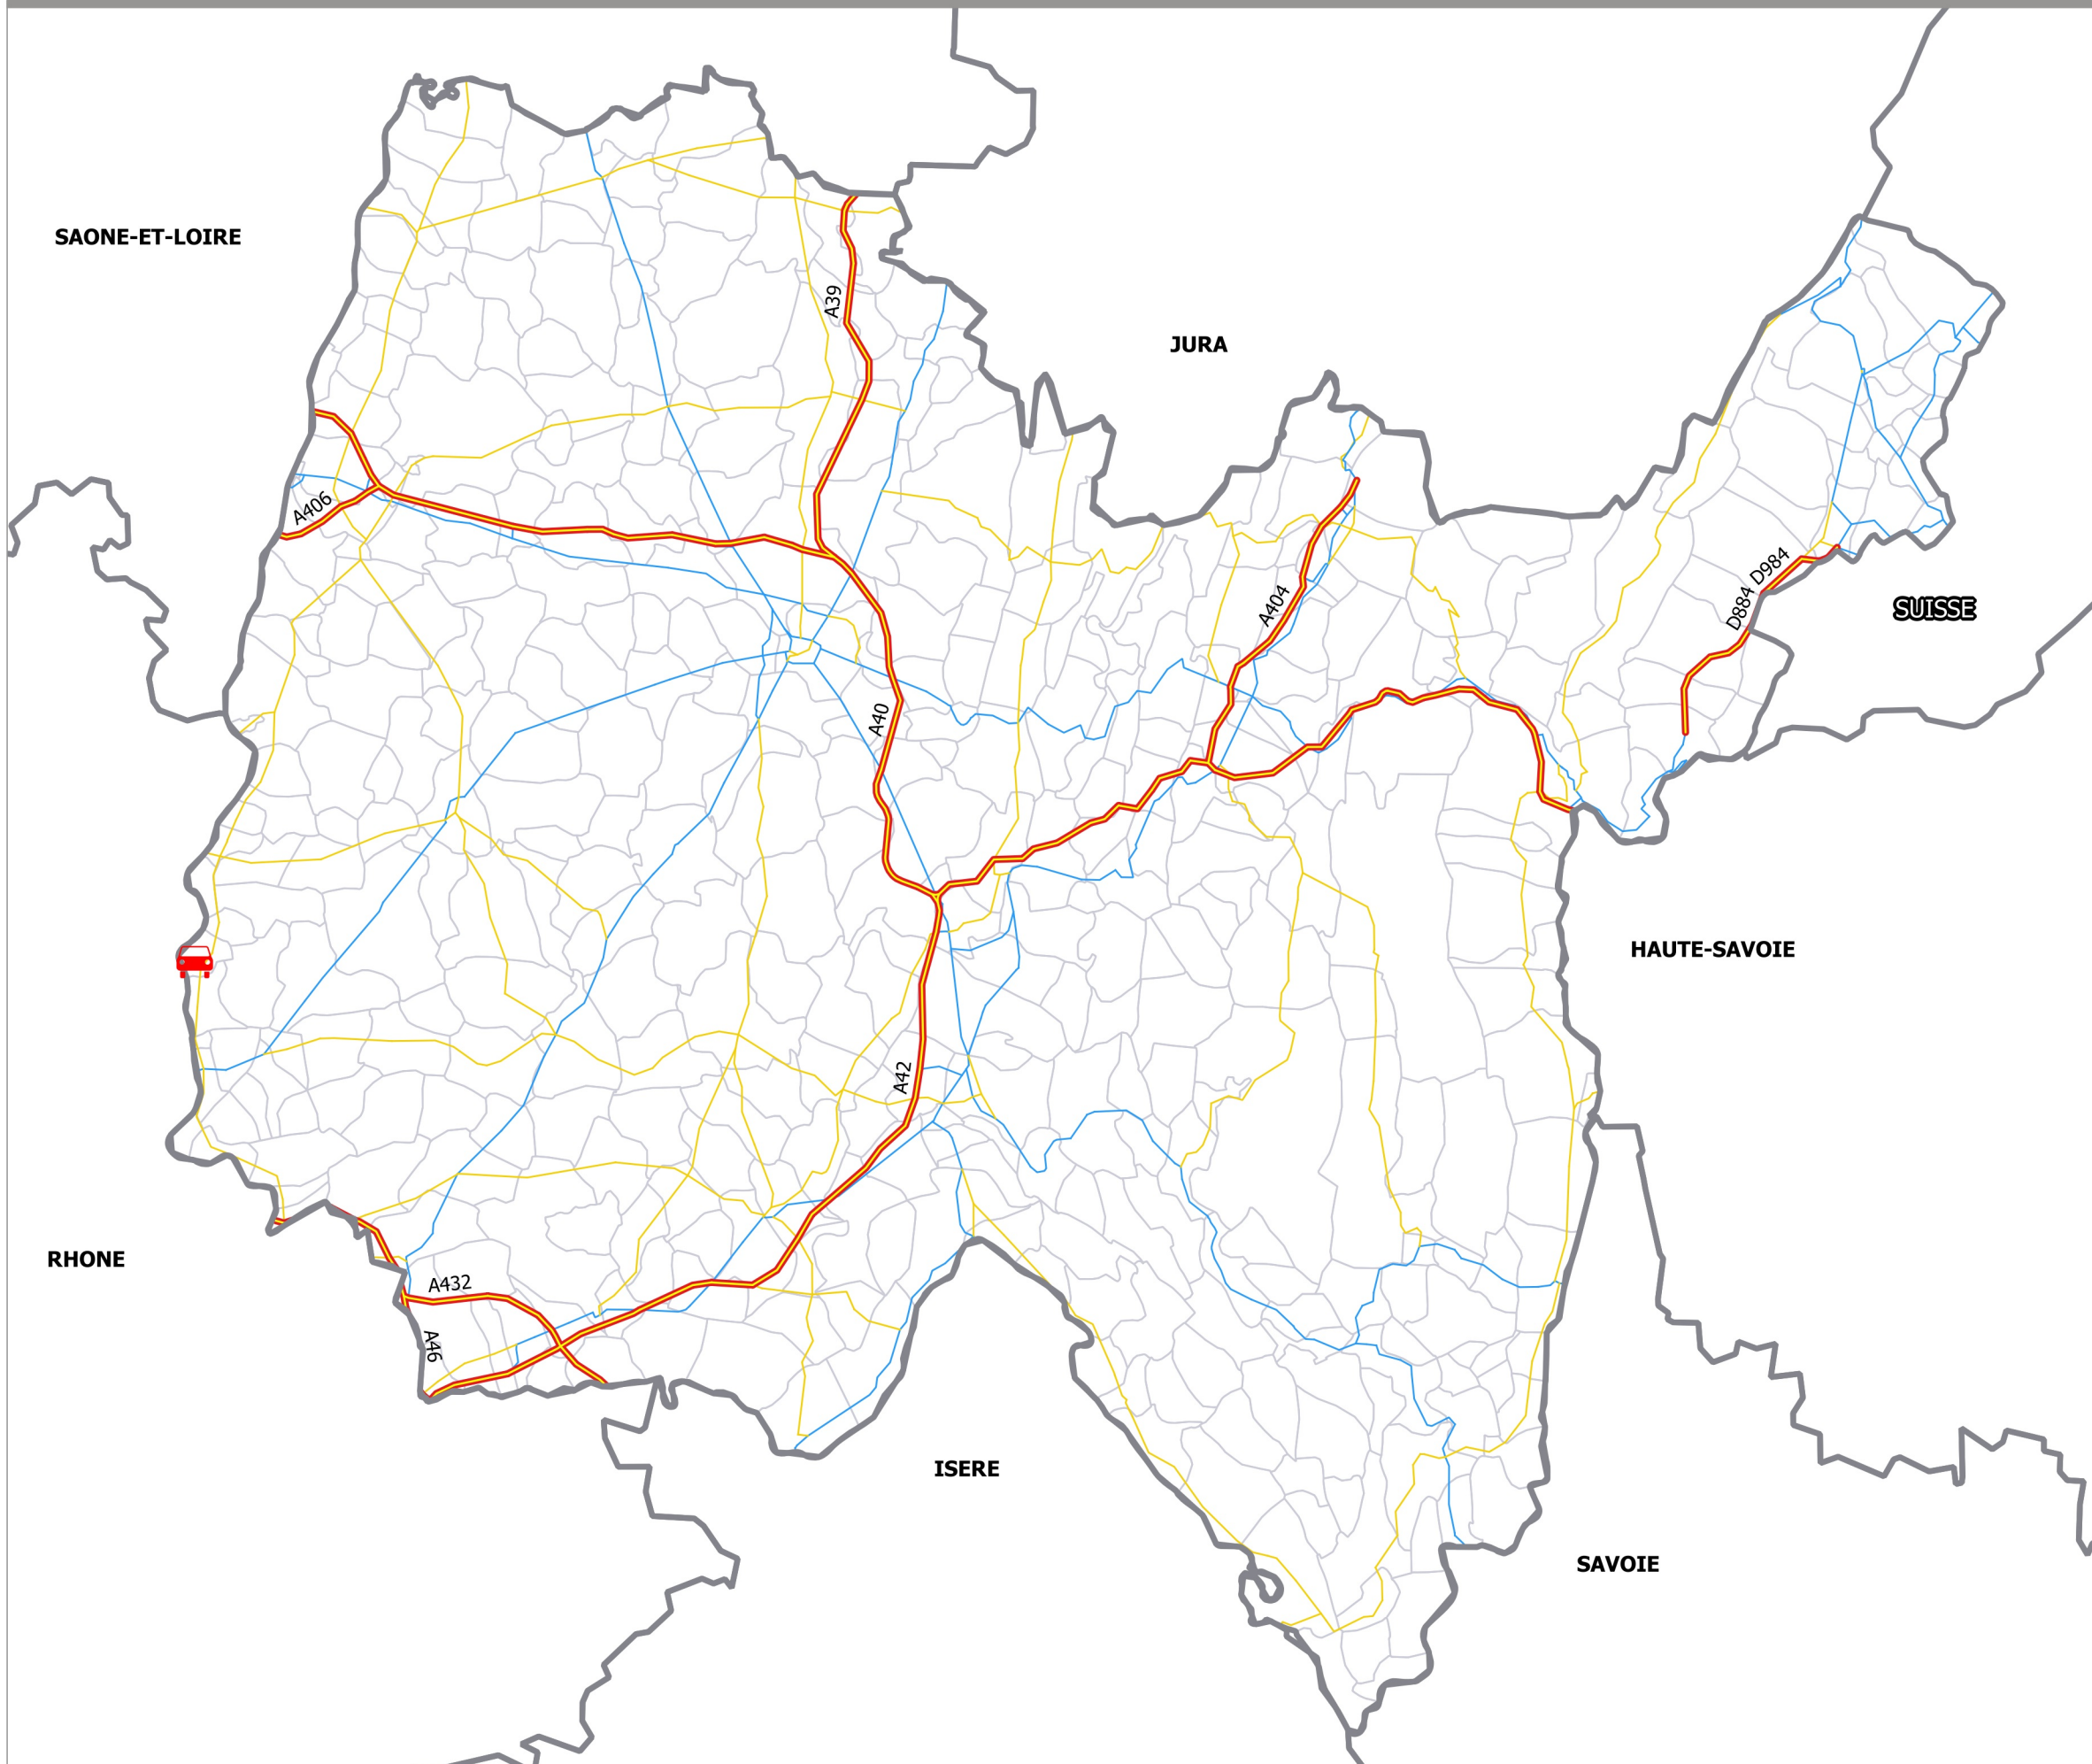 SAONE-ET-LOIRE
A39
JURA
A406
D984
A404
D884
SUISSE
A40
HAUTE-SAVOIE
A42
RHONE
A432
A46
ISERE
SAVOIE